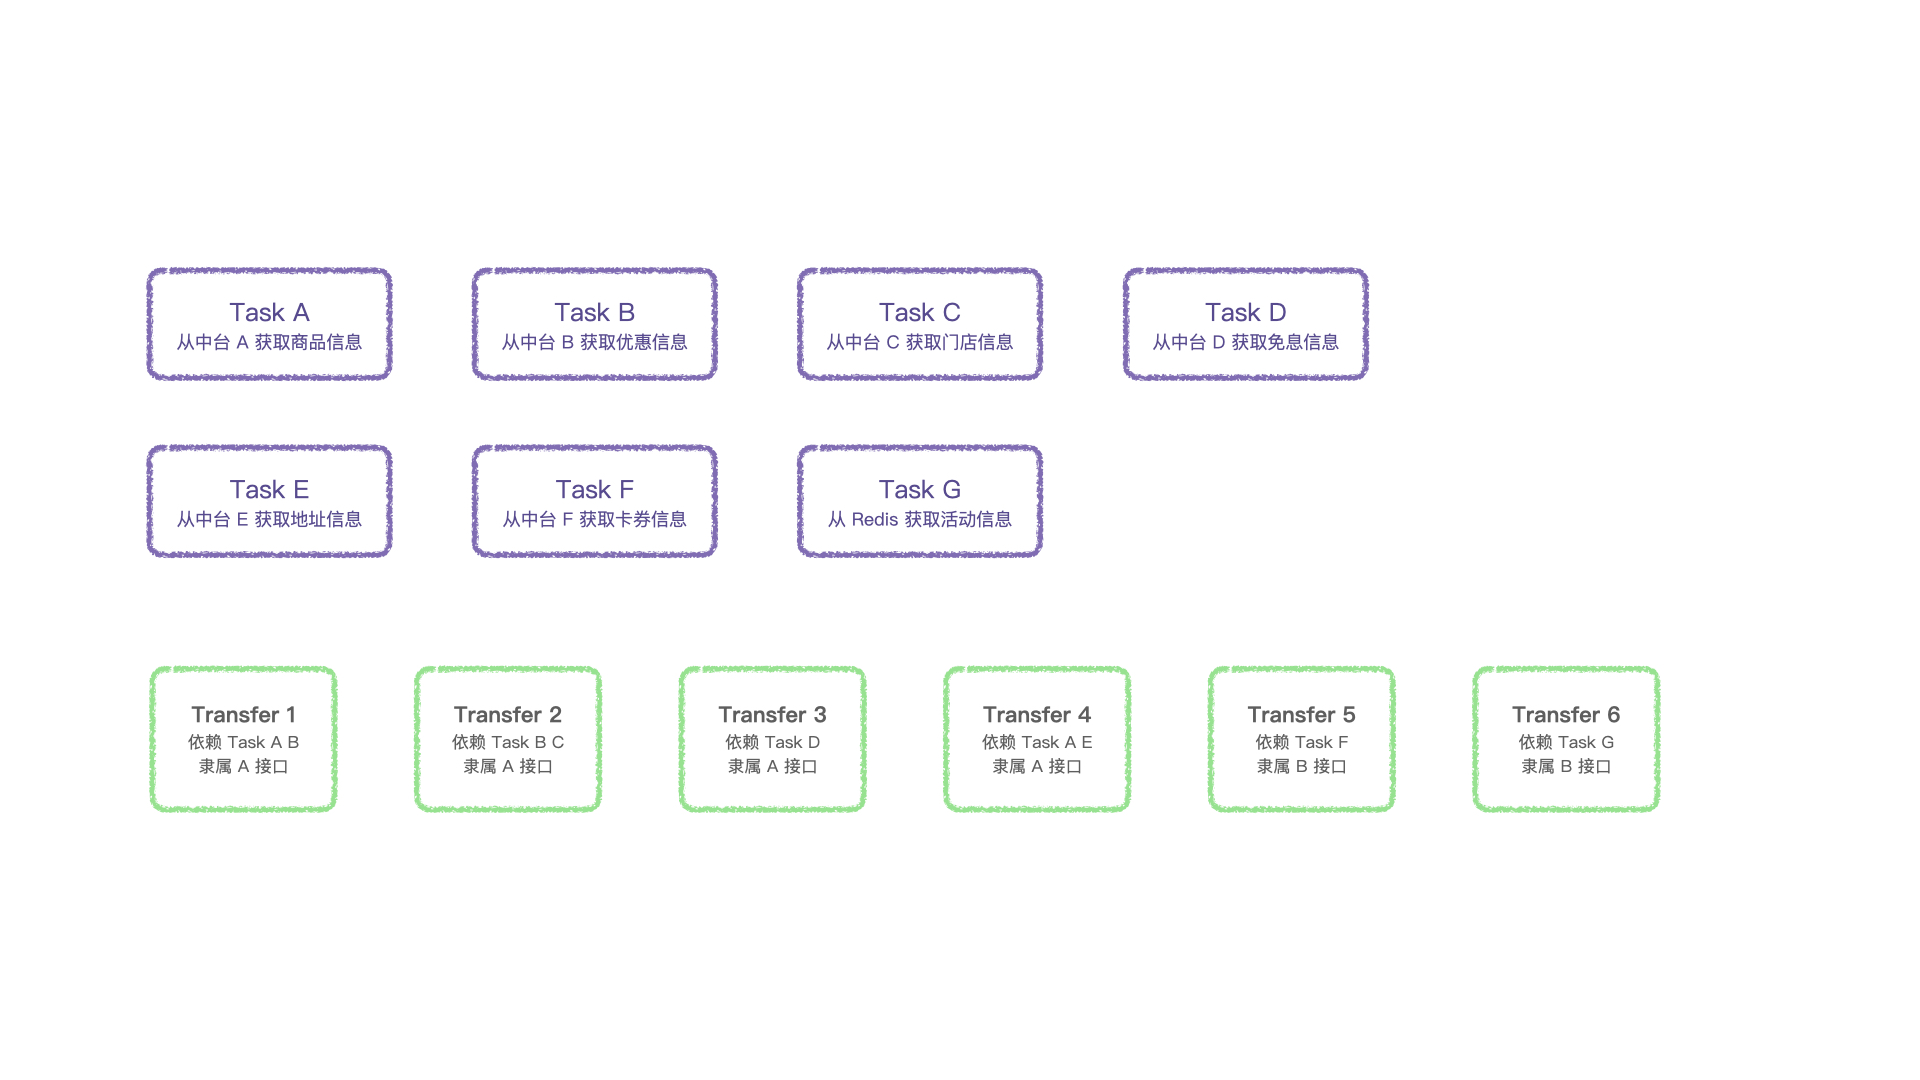 Task A
从中台 A 获取商品信息
Task B
从中台 B 获取优惠信息
Task C
从中台 C 获取门店信息
Task D
从中台 D 获取免息信息
Task E
从中台 E 获取地址信息
Task F
从中台 F 获取卡券信息
Task G
从 Redis 获取活动信息
Transfer 1
依赖 Task A B
隶属 A 接口
Transfer 2
依赖 Task B C
隶属 A 接口
Transfer 3
依赖 Task D
隶属 A 接口
Transfer 4
依赖 Task A E
隶属 A 接口
Transfer 5
依赖 Task F
隶属 B 接口
Transfer 6
依赖 Task G
隶属 B 接口